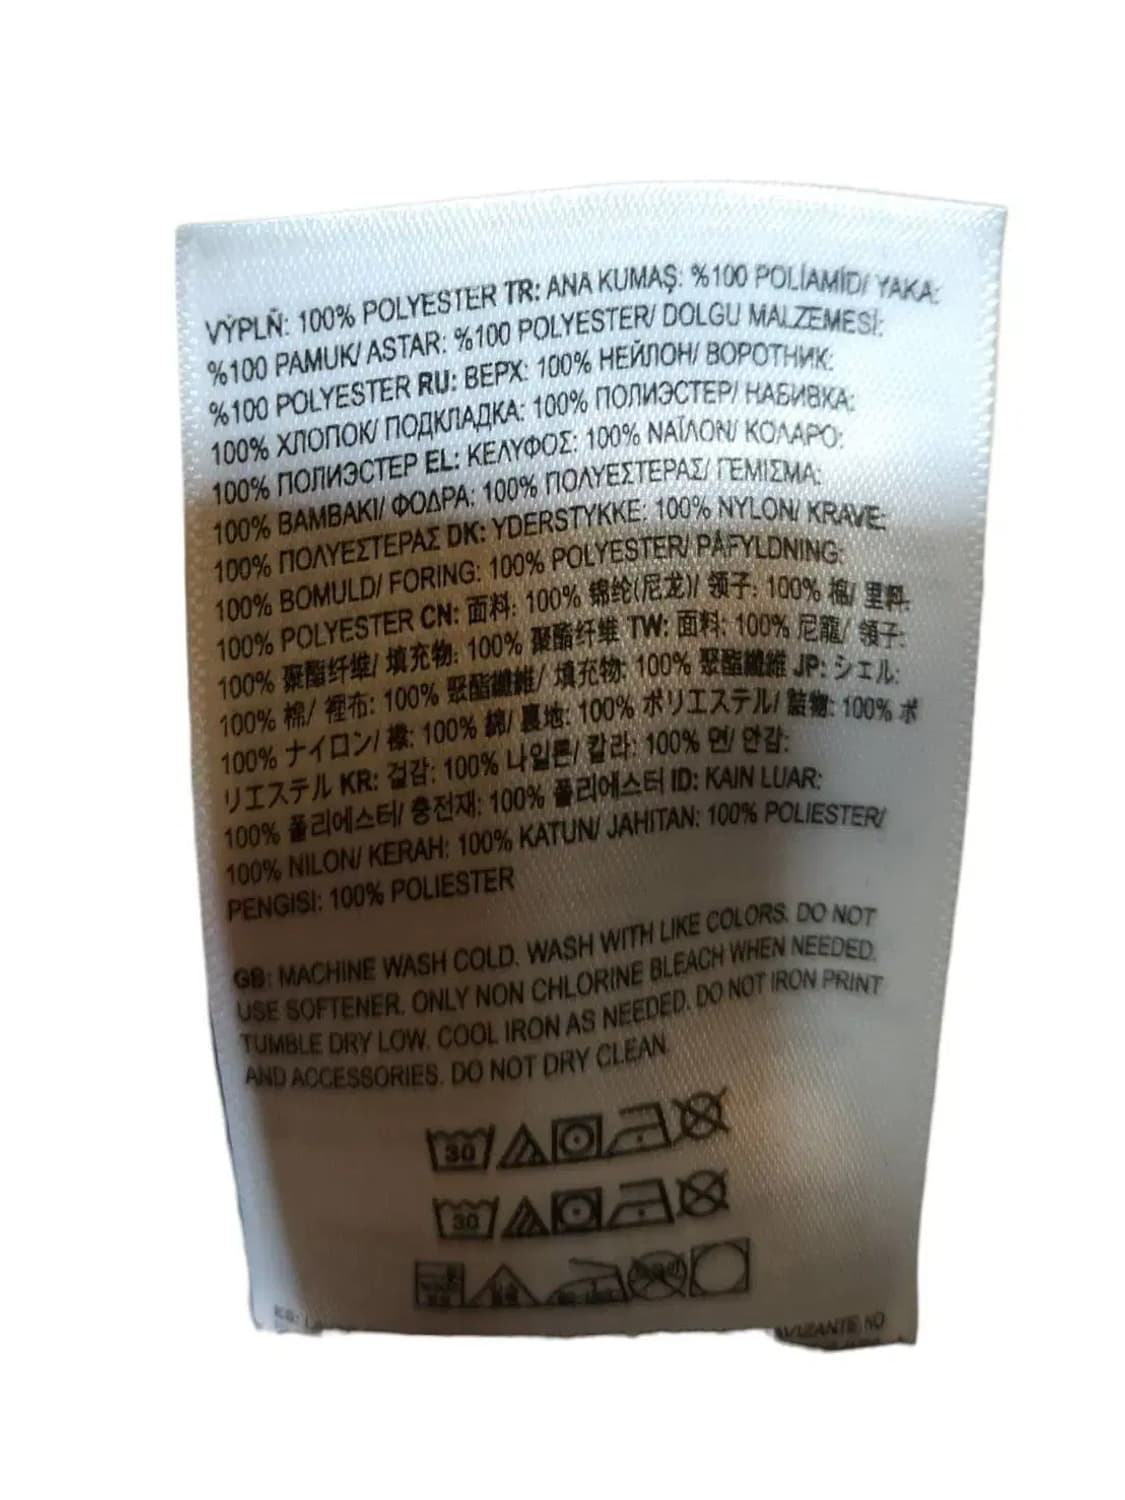 VÝPLŇ: 100% POLYESTER TR: ANA KUMAŞ: %100 POLİAMİD/ YAKA:
%100 PAMUK/ ASTAR: %100 POLYESTER/ DOLGU MALZEMESİ:
%100 POLYESTER RU: ВЕРХ: 100% НЕЙЛОН/ ВОРОТНИК:
100% ХЛОПОК/ ПОДКЛАДКА: 100% ПОЛИЭСТЕР/ НАБИВКА:
100% ПОЛИЭСТЕР EL: ΚΕΛΥΦΟΣ: 100% ΝΑΪΛΟΝ/ ΚΟΛΑΡΟ:
100% ΒΑΜΒΑΚΙ/ ΦΟΔΡΑ: 100% ΠΟΛΥΕΣΤΕΡΑΣ/ ΓΕΜΙΣΜΑ:
100% ΠΟΛΥΕΣΤΕΡΑΣ DK: YDERSTYKKE: 100% NYLON/ KRAVE:
100% BOMULD/ FORING: 100% POLYESTER/ PÅFYLDNING:
100% POLYESTER CN: 面料: 100% 锦纶(尼龙)/ 领子: 100% 棉/ 里料:
100% 聚酯纤维/ 填充物: 100% 聚酯纤维 TW: 面料: 100% 尼龍/ 領子:
100% 棉/ 裡布: 100% 聚酯纖維/ 填充物: 100% 聚酯纖維 JP: シェル:
100% ナイロン/ 襟: 100% 綿/ 裏地: 100% ポリエステル/ 詰物: 100% ポ
リエステル KR: 겉감: 100% 나일론/ 칼라: 100% 면/ 안감:
100% 폴리에스터/ 충전재: 100% 폴리에스터 ID: KAIN LUAR:
100% NILON/ KERAH: 100% KATUN/ JAHITAN: 100% POLIESTER/
PENGISI: 100% POLIESTER
GB: MACHINE WASH COLD. WASH WITH LIKE COLORS. DO NOT
USE SOFTENER. ONLY NON CHLORINE BLEACH WHEN NEEDED.
TUMBLE DRY LOW. COOL IRON AS NEEDED. DO NOT IRON PRINT
AND ACCESSORIES. DO NOT DRY CLEAN.
30
30
NO